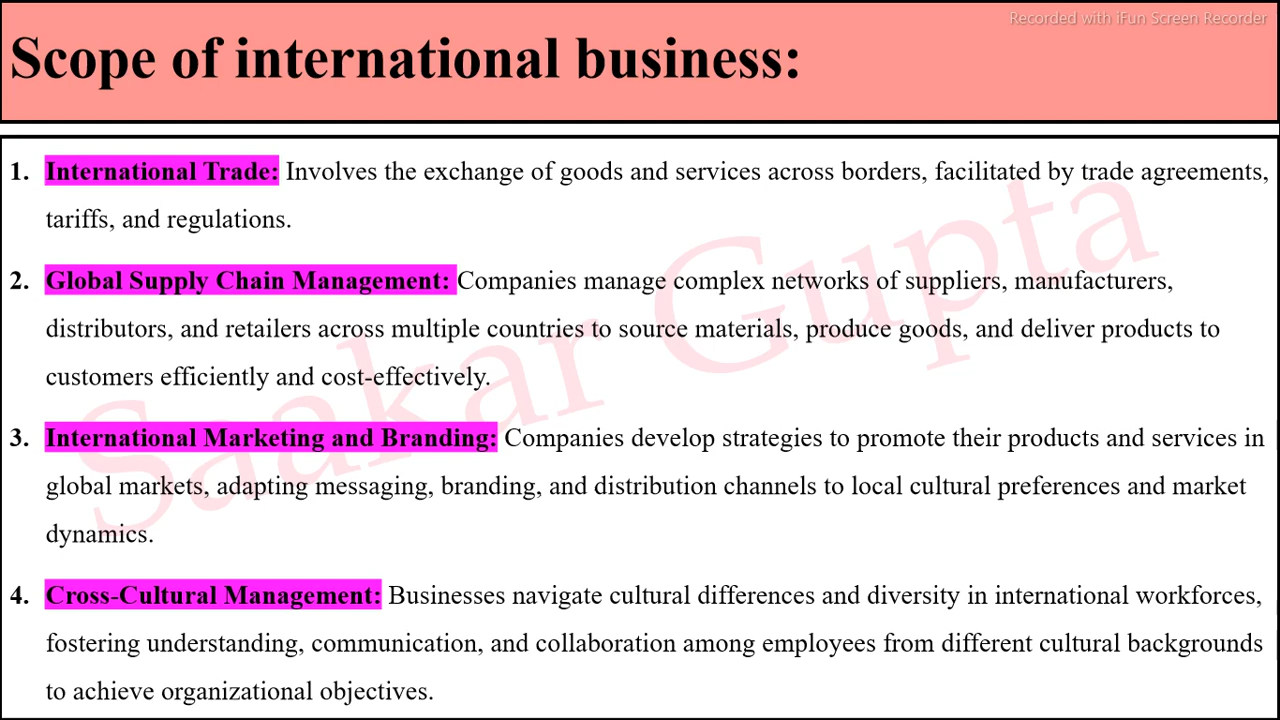 Recorded with iFun Screen Recorder
Scope of international business:
1. International Trade: Involves the exchange of goods and services across borders, facilitated by trade agreements,
tariffs, and regulations.
2. Global Supply Chain Management: Companies manage complex networks of suppliers, manufacturers,
distributors, and retailers across multiple countries to source materials, produce goods, and deliver products to
customers efficiently and cost-effectively.
3. International Marketing and Branding: Companies develop strategies to promote their products and services in
global markets, adapting messaging, branding, and distribution channels to local cultural preferences and market
dynamics.
4. Cross-Cultural Management: Businesses navigate cultural differences and diversity in international workforces,
fostering understanding, communication, and collaboration among employees from different cultural backgrounds
to achieve organizational objectives.
Saakar Gupta